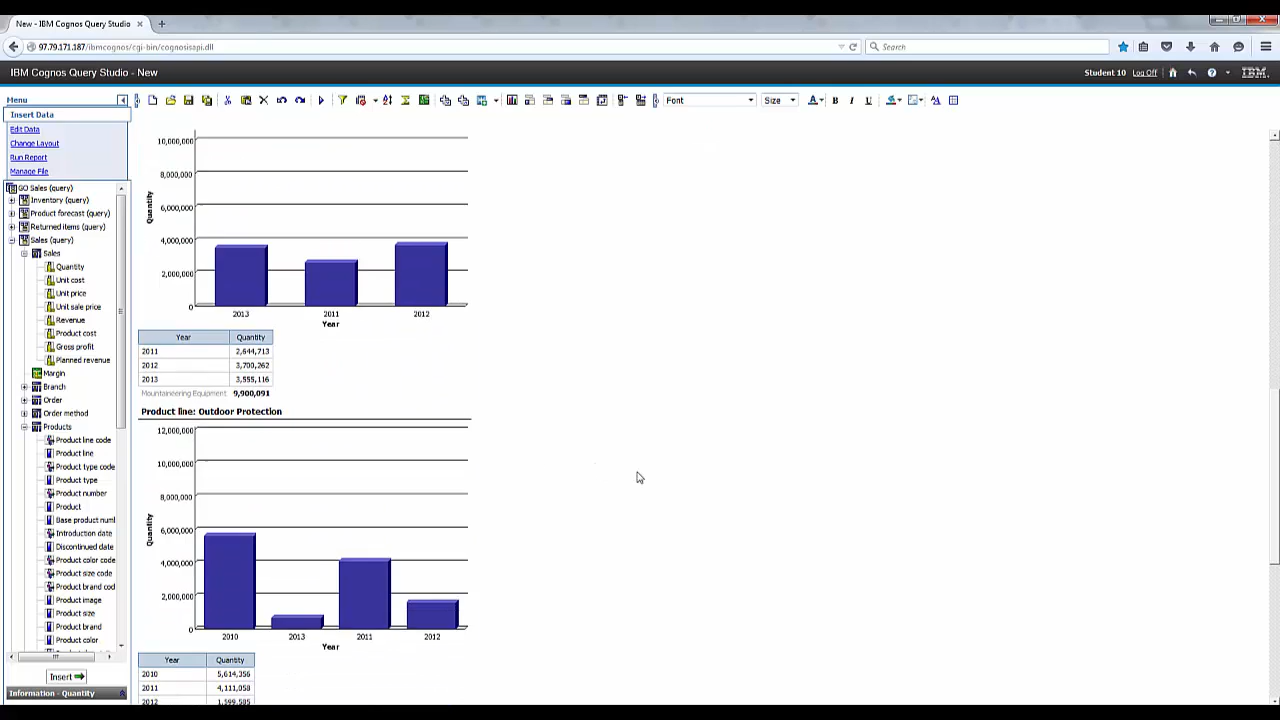 New - IBM Cognos Query Studio
97.79.171.187/ibmcognos/cgi-bin/cognosisapi.dll
Search
IBM Cognos Query Studio - New
Student 10
Log Off
IBM
Menu
Font
Size
B
I
U
Insert Data
Edit Data
Change Layout
Run Report
Manage File
GO Sales (query)
Inventory (query)
Product forecast (query)
Returned items (query)
Sales (query)
Sales
Quantity
Unit cost
Unit price
Unit sale price
Revenue
Product cost
Gross profit
Planned revenue
Margin
Branch
Order
Order method
Products
Product line code
Product line
Product type code
Product type
Product number
Product
Base product num
Introduction date
Discontinued date
Product color code
Product size code
Product brand cod
Product image
Product size
Product brand
Product color
Insert
Information - Quantity
10,000,000
8,000,000
6,000,000
4,000,000
2,000,000
0
Quantity
2013 2011 2012
Year
Year Quantity
2011 2,644,713
2012 3,700,262
2013 3,555,116
Mountaineering Equipment 9,900,091
Product line: Outdoor Protection
12,000,000
10,000,000
8,000,000
6,000,000
4,000,000
2,000,000
0
Quantity
2010 2013 2011 2012
Year
Year Quantity
2010 5,614,356
2011 4,111,058
2012 1,599,585